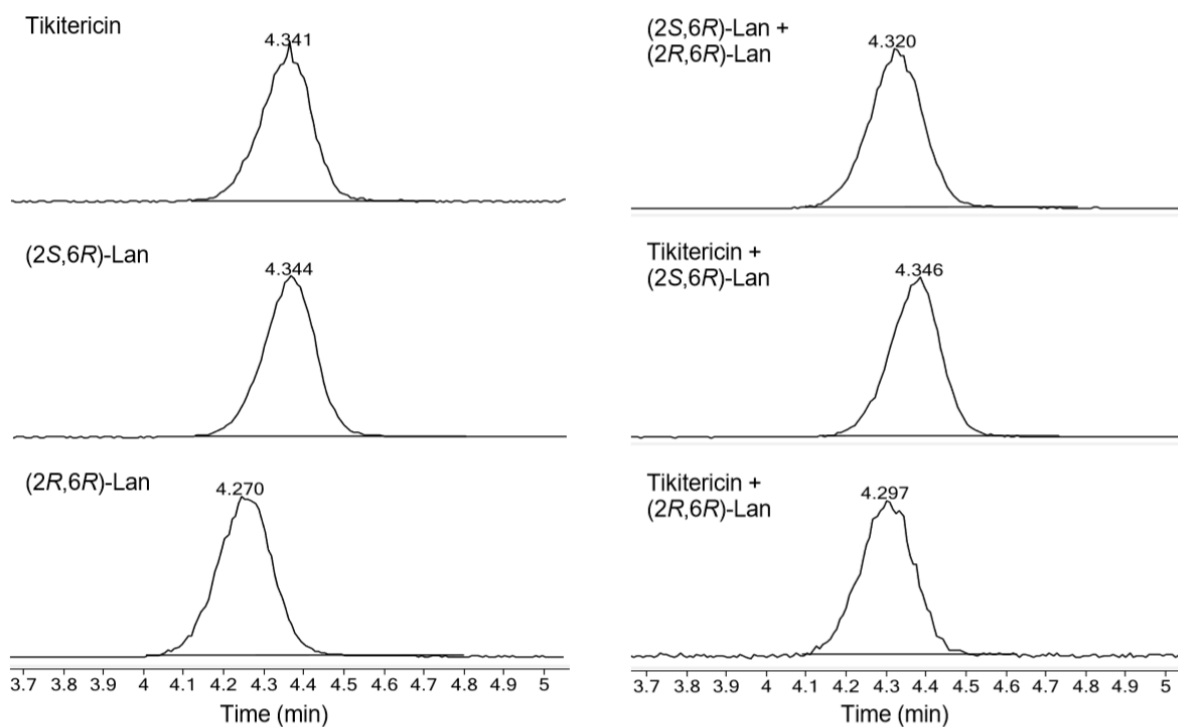 Tikitericin
4.341
(2S,6R)-Lan
4.344
(2R,6R)-Lan
4.270
3.7 3.8 3.9 4 4.1 4.2 4.3 4.4 4.5 4.6 4.7 4.8 4.9 5
Time (min)
(2S,6R)-Lan +
(2R,6R)-Lan
4.320
Tikitericin +
(2S,6R)-Lan
4.346
Tikitericin +
(2R,6R)-Lan
4.297
3.7 3.8 3.9 4 4.1 4.2 4.3 4.4 4.5 4.6 4.7 4.8 4.9 5
Time (min)